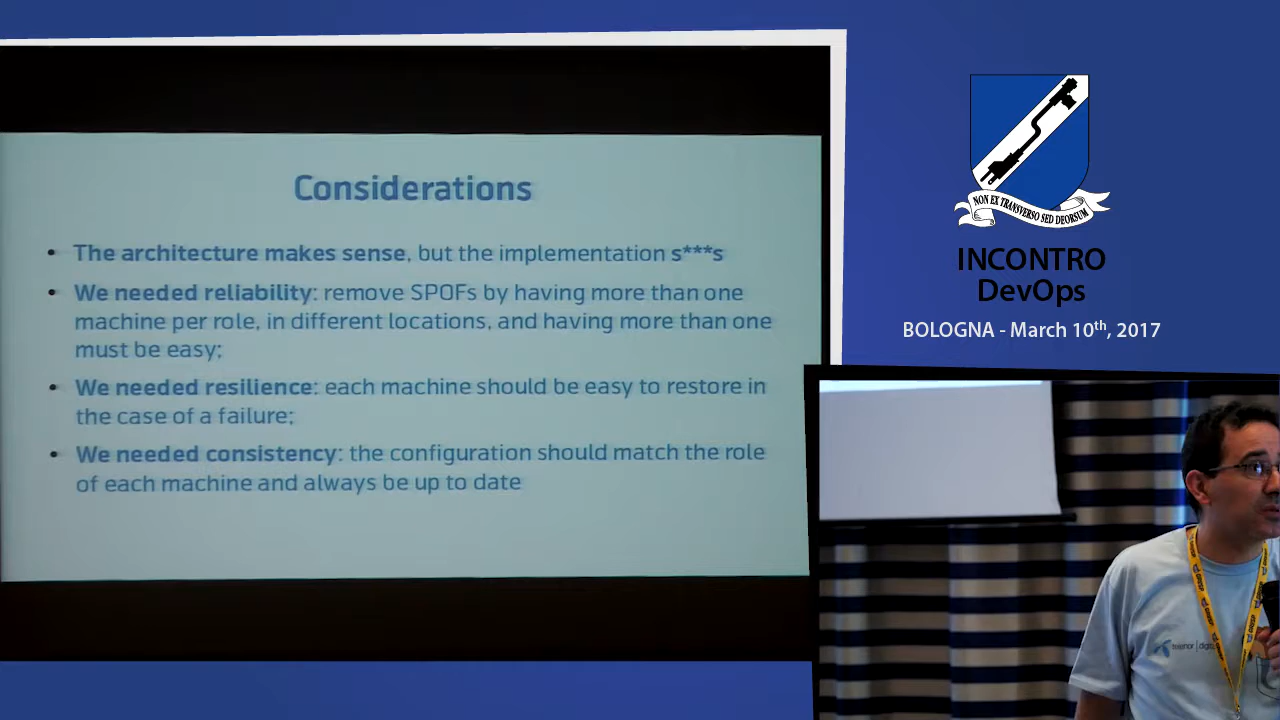 Considerations
• The architecture makes sense, but the implementation s***s
• We needed reliability: remove SPOFs by having more than one
machine per role, in different locations, and having more than one
must be easy;
• We needed resilience: each machine should be easy to restore in
the case of a failure;
• We needed consistency: the configuration should match the role
of each machine and always be up to date
NON EX TRANSVERSO SED DEORSUM
INCONTRO
DevOps
BOLOGNA - March 10th, 2017
telenor | digital